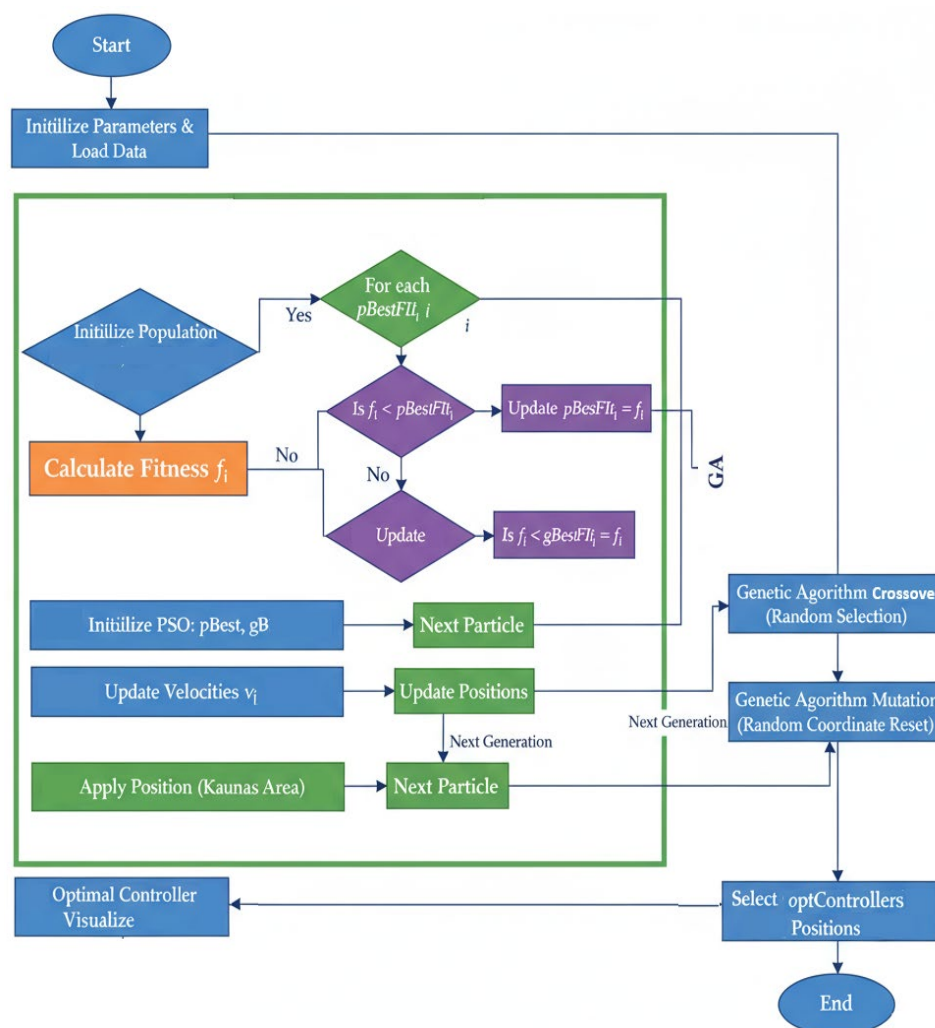 Start
Initillize Parameters &
Load Data
For each
pBestFIt_i i
Yes
i
Initillize Population
Is f_i < pBestFIt_i
Update pBesFIt_i = f_i
Calculate Fitness f_i
No
No
GA
Update
Is f_i < gBestFIt_i = f_i
Genetic Agorithm Crossove
(Random Selection)
Initillize PSO: pBest, gB
Next Particle
Update Velocities v_i
Update Positions
Genetic Agorithm Mutation
(Random Coordinate Reset)
Next Generation
Next Generation
Apply Position (Kaunas Area)
Next Particle
Optimal Controller
Visualize
Select optControllers
Positions
End